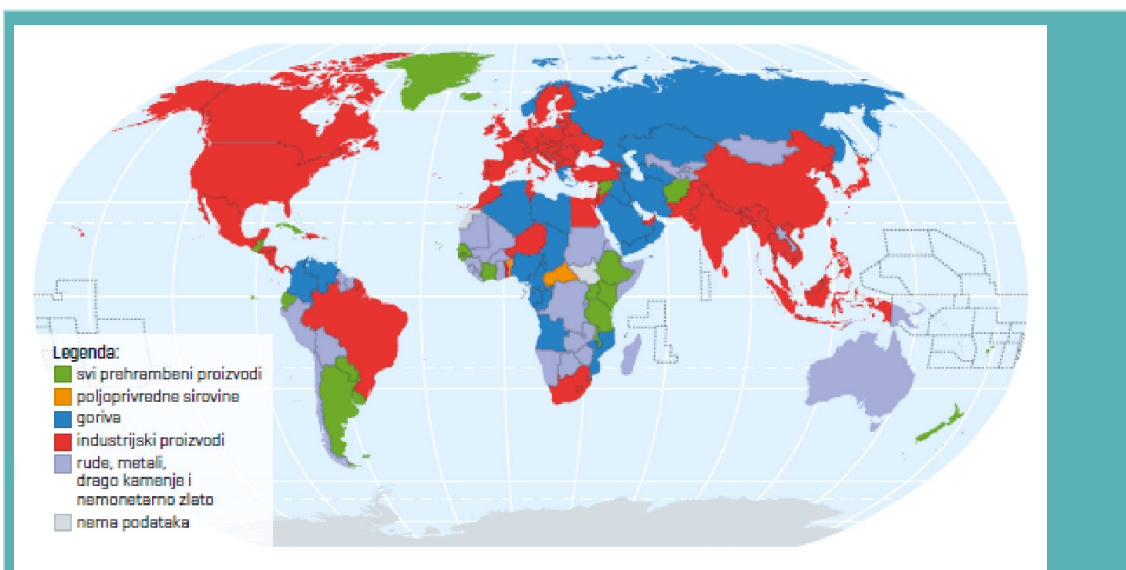 Legenda:
svi prehrambeni proizvodi
poljoprivredne sirovine
goriva
industrijski proizvodi
rude, metali,
drago kamenje i
nemonetarno zlato
nema podataka